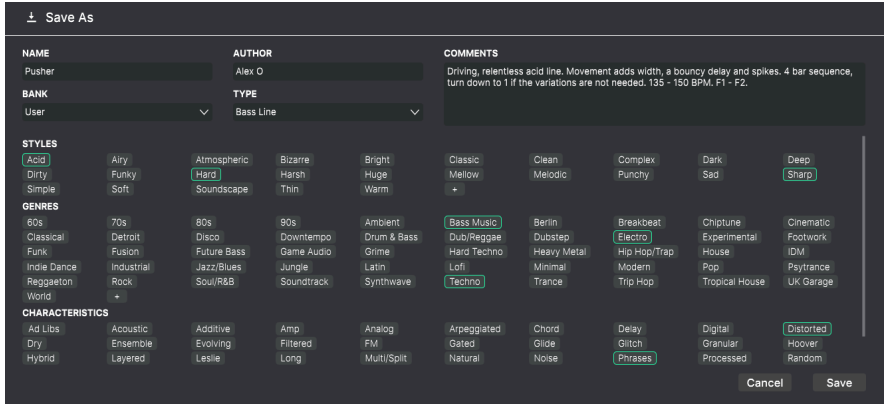 Save As
NAME AUTHOR COMMENTS
Pusher Alex O Driving, relentless acid line. Movement adds width, a bouncy delay and spikes. 4 bar sequence,
turn down to 1 if the variations are not needed. 135 - 150 BPM. F1 - F2.
BANK TYPE
User Bass Line
STYLES
Acid Airy Atmospheric Bizarre Bright Classic Clean Complex Dark Deep
Dirty Funky Hard Harsh Huge Mellow Melodic Punchy Sad Sharp
Simple Soft Soundscape Thin Warm +
GENRES
60s 70s 80s 90s Ambient Bass Music Berlin Breakbeat Chiptune Cinematic
Classical Detroit Disco Downtempo Drum & Bass Dub/Reggae Dubstep Electro Experimental Footwork
Funk Fusion Future Bass Game Audio Grime Hard Techno Heavy Metal Hip Hop/Trap House IDM
Indie Dance Industrial Jazz/Blues Jungle Latin Lofi Minimal Modern Pop Psytrance
Reggaeton Rock Soul/R&B Soundtrack Synthwave Techno Trance Trip Hop Tropical House UK Garage
World +
CHARACTERISTICS
Ad Libs Acoustic Additive Amp Analog Arpeggiated Chord Delay Digital Distorted
Dry Ensemble Evolving Filtered FM Gated Glide Glitch Granular Hoover
Hybrid Layered Leslie Long Multi/Split Natural Noise Phrases Processed Random
Cancel Save